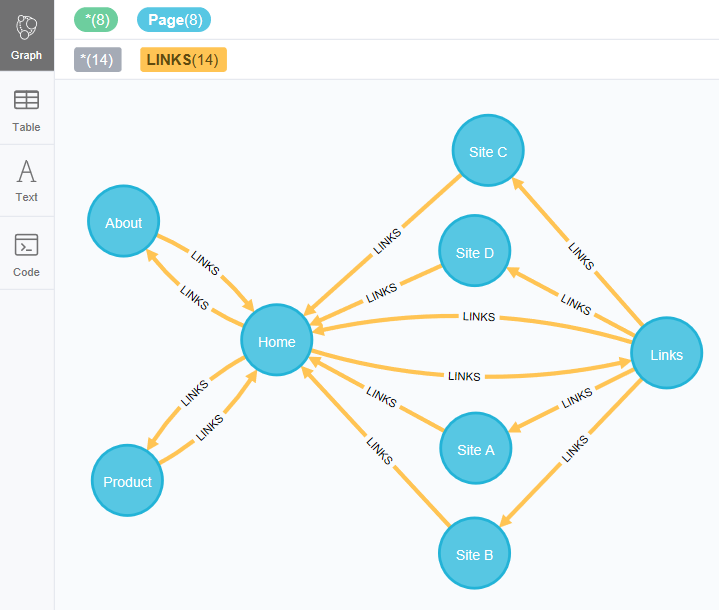 *(8) Page(8)
*(14) LINKS(14)
Graph
Table
Text
Code
Site C
About
LINKS
LINKS
LINKS
Site D
LINKS
LINKS
LINKS
LINKS
Home
Links
LINKS
LINKS
LINKS
LINKS
LINKS
LINKS
LINKS
Site A
Product
Site B